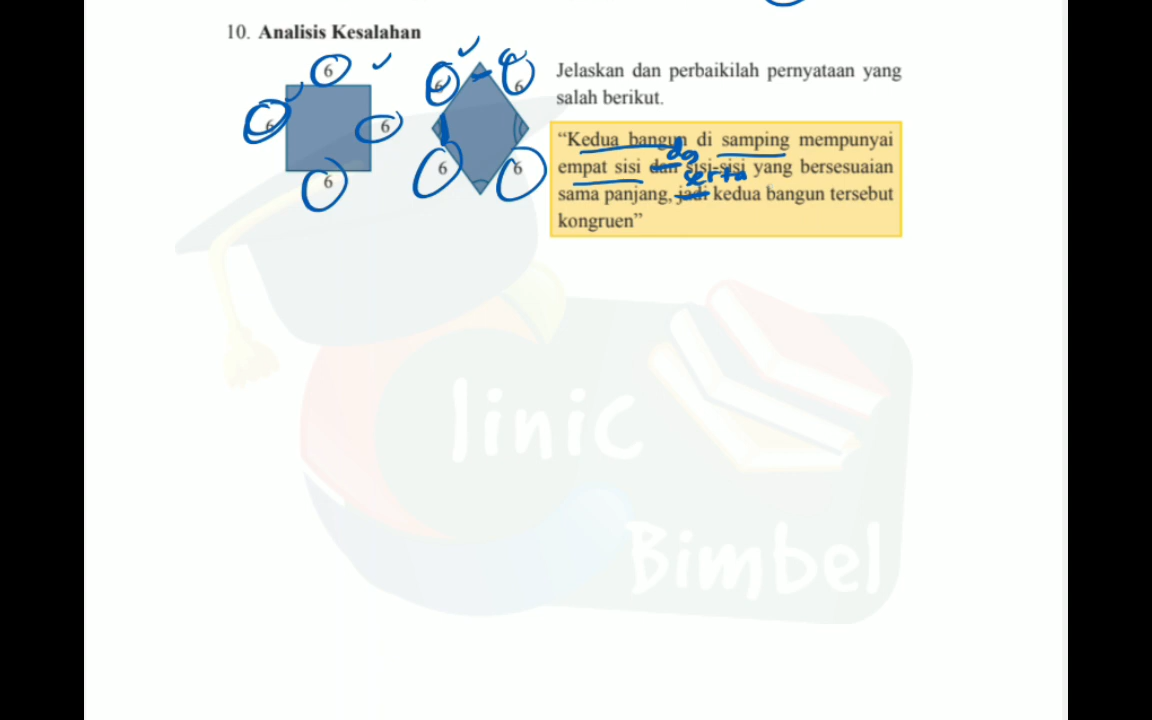 10. Analisis Kesalahan
6
6
6
6
6
6
6
6
Jelaskan dan perbaikilah pernyataan yang
salah berikut.
“Kedua bangun di samping mempunyai
empat sisi dan sisi-sisi yang bersesuaian
serta
sama panjang, jadi kedua bangun tersebut
kongruen”
linic
Bimbel